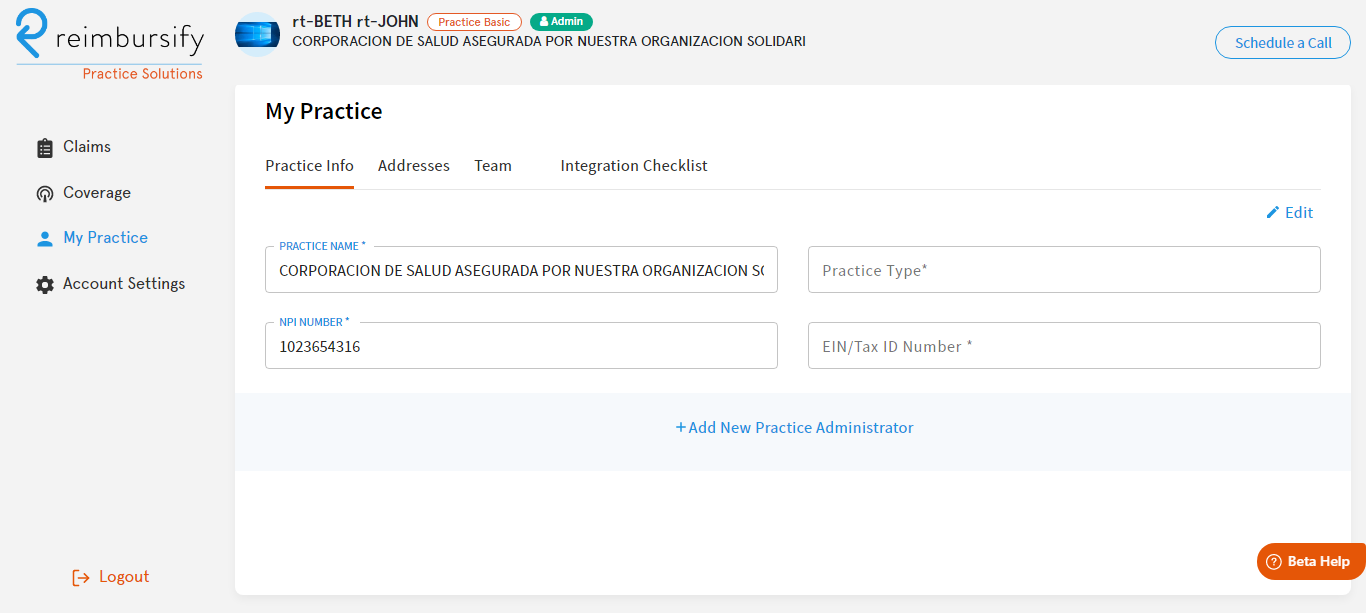 reimbursify
Practice Solutions
rt-BETH rt-JOHN Practice Basic Admin
CORPORACION DE SALUD ASEGURADA POR NUESTRA ORGANIZACION SOLIDARI
Schedule a Call
Claims
Coverage
My Practice
Account Settings
Logout
My Practice
Practice Info Addresses Team Integration Checklist
Edit
PRACTICE NAME *
CORPORACION DE SALUD ASEGURADA POR NUESTRA ORGANIZACION SO
Practice Type*
NPI NUMBER *
1023654316
EIN/Tax ID Number *
+Add New Practice Administrator
? Beta Help